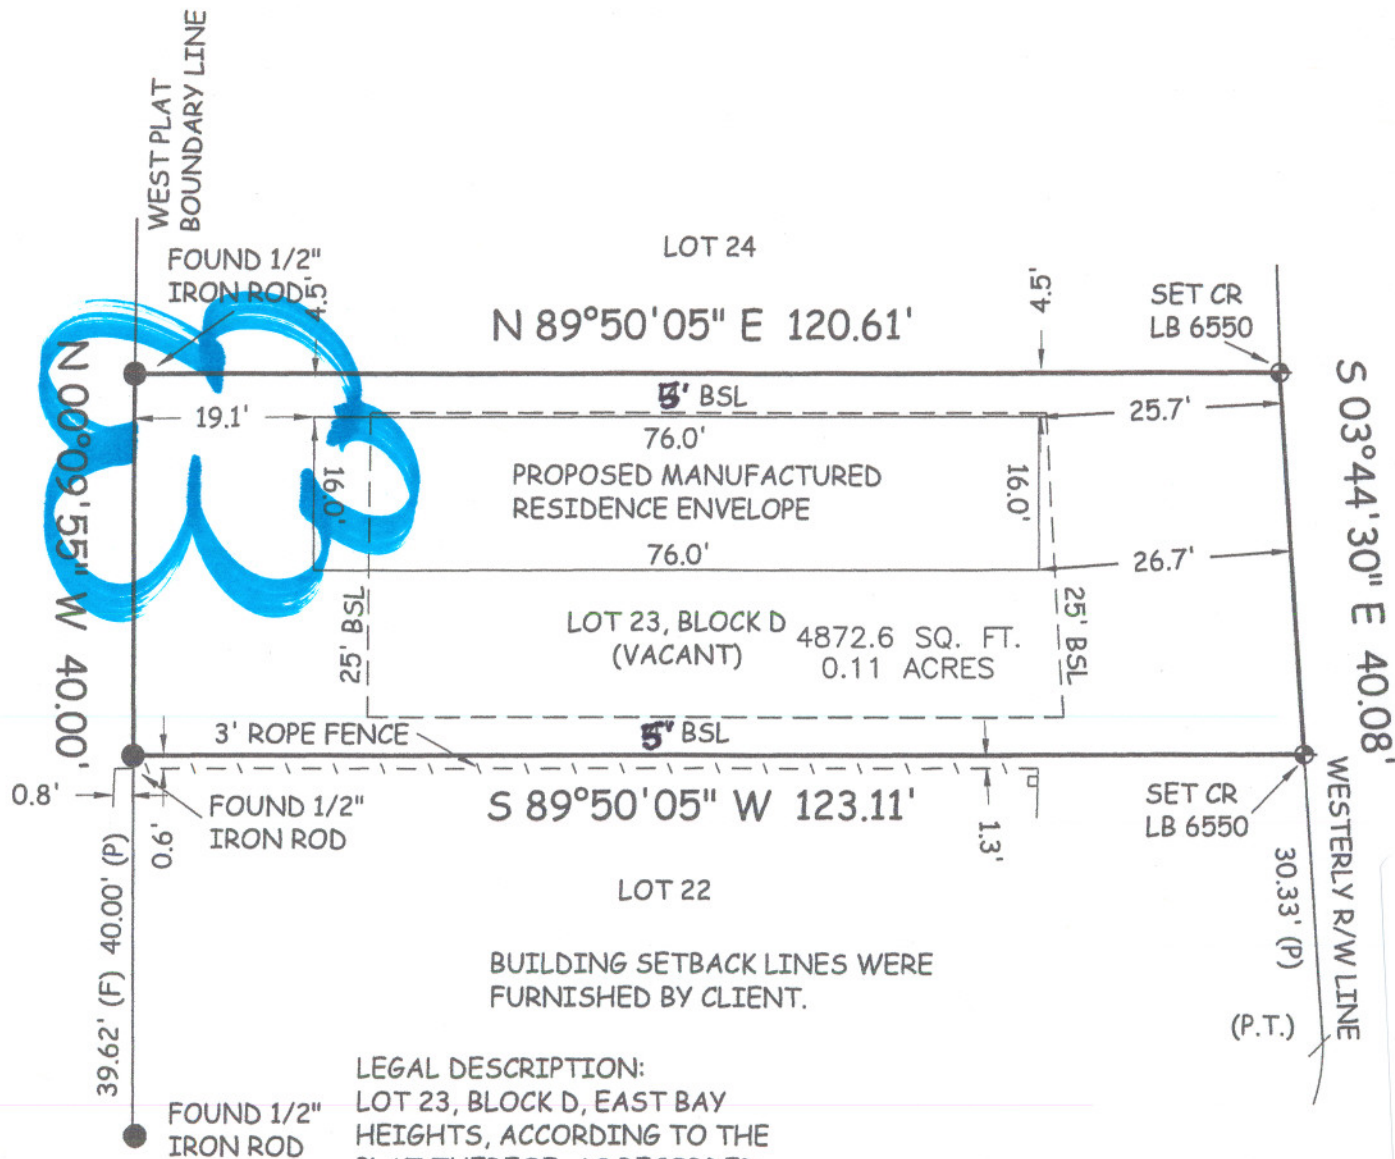 WEST PLAT
BOUNDARY LINE
FOUND 1/2"
IRON ROD
4.5'
LOT 24
N 89°50'05" E 120.61'
4.5'
SET CR
LB 6550
N 00°09'55" W 40.00'
S 03°44'30" E 40.08'
5' BSL
19.1'
76.0'
25.7'
16.0'
PROPOSED MANUFACTURED
RESIDENCE ENVELOPE
16.0'
76.0'
26.7'
25' BSL
LOT 23, BLOCK D
(VACANT)
4872.6 SQ. FT.
0.11 ACRES
25' BSL
3' ROPE FENCE
5' BSL
0.8'
FOUND 1/2"
IRON ROD
0.6'
S 89°50'05" W 123.11'
1.3'
SET CR
LB 6550
WESTERLY R/W LINE
39.62' (F) 40.00' (P)
LOT 22
30.33' (P)
BUILDING SETBACK LINES WERE
FURNISHED BY CLIENT.
(P.T.)
FOUND 1/2"
IRON ROD
LEGAL DESCRIPTION:
LOT 23, BLOCK D, EAST BAY
HEIGHTS, ACCORDING TO THE